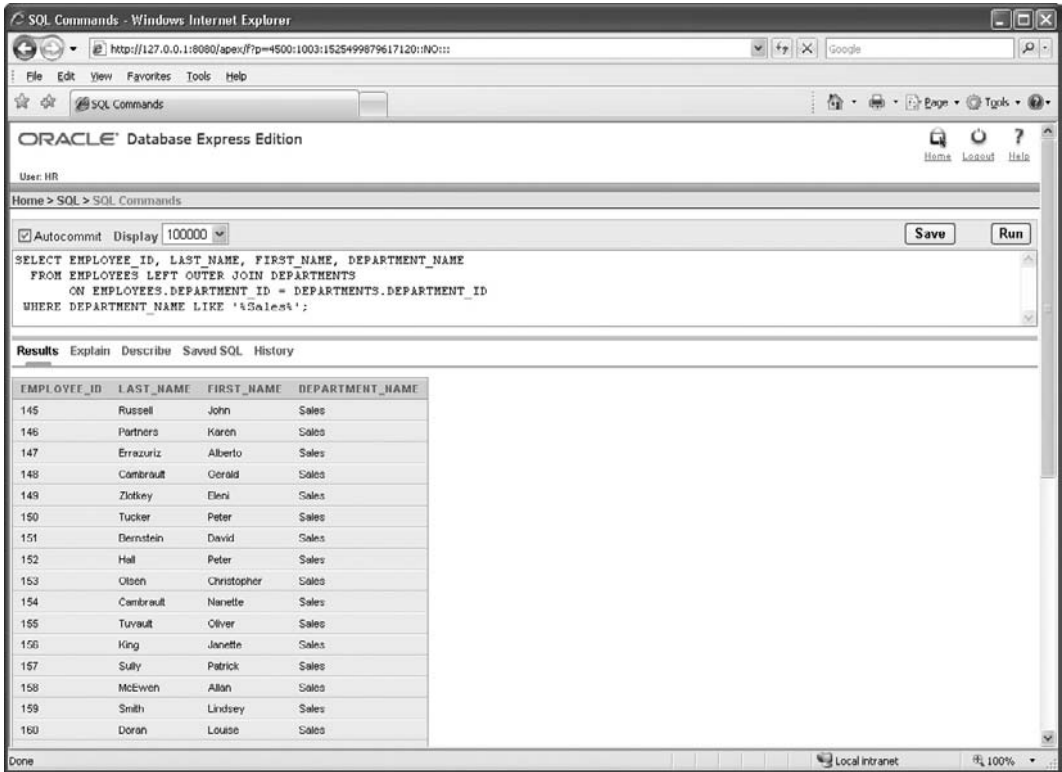 SQL Commands - Windows Internet Explorer
http://127.0.0.1:8080/apex/f?p=4500:1003:1525499879617120::NO:::
Google
File Edit View Favorites Tools Help
SQL Commands
Page Tools
ORACLE Database Express Edition
Home Logout Help
User: HR
Home > SQL > SQL Commands
Autocommit Display 100000
Save Run
SELECT EMPLOYEE_ID, LAST_NAME, FIRST_NAME, DEPARTMENT_NAME
FROM EMPLOYEES LEFT OUTER JOIN DEPARTMENTS
ON EMPLOYEES.DEPARTMENT_ID = DEPARTMENTS.DEPARTMENT_ID
WHERE DEPARTMENT_NAME LIKE '%Sales%';
Results Explain Describe Saved SQL History
EMPLOYEE_ID LAST_NAME FIRST_NAME DEPARTMENT_NAME
145 Russell John Sales
146 Partners Karen Sales
147 Errazuriz Alberto Sales
148 Cambrault Gerald Sales
149 Zlotkey Eleni Sales
150 Tucker Peter Sales
151 Bernstein David Sales
152 Hall Peter Sales
153 Olsen Christopher Sales
154 Cambrault Nanette Sales
155 Tuvault Oliver Sales
156 King Janette Sales
157 Sully Patrick Sales
158 McEwen Allan Sales
159 Smith Lindsey Sales
160 Doran Louise Sales
Done
Local intranet
100%